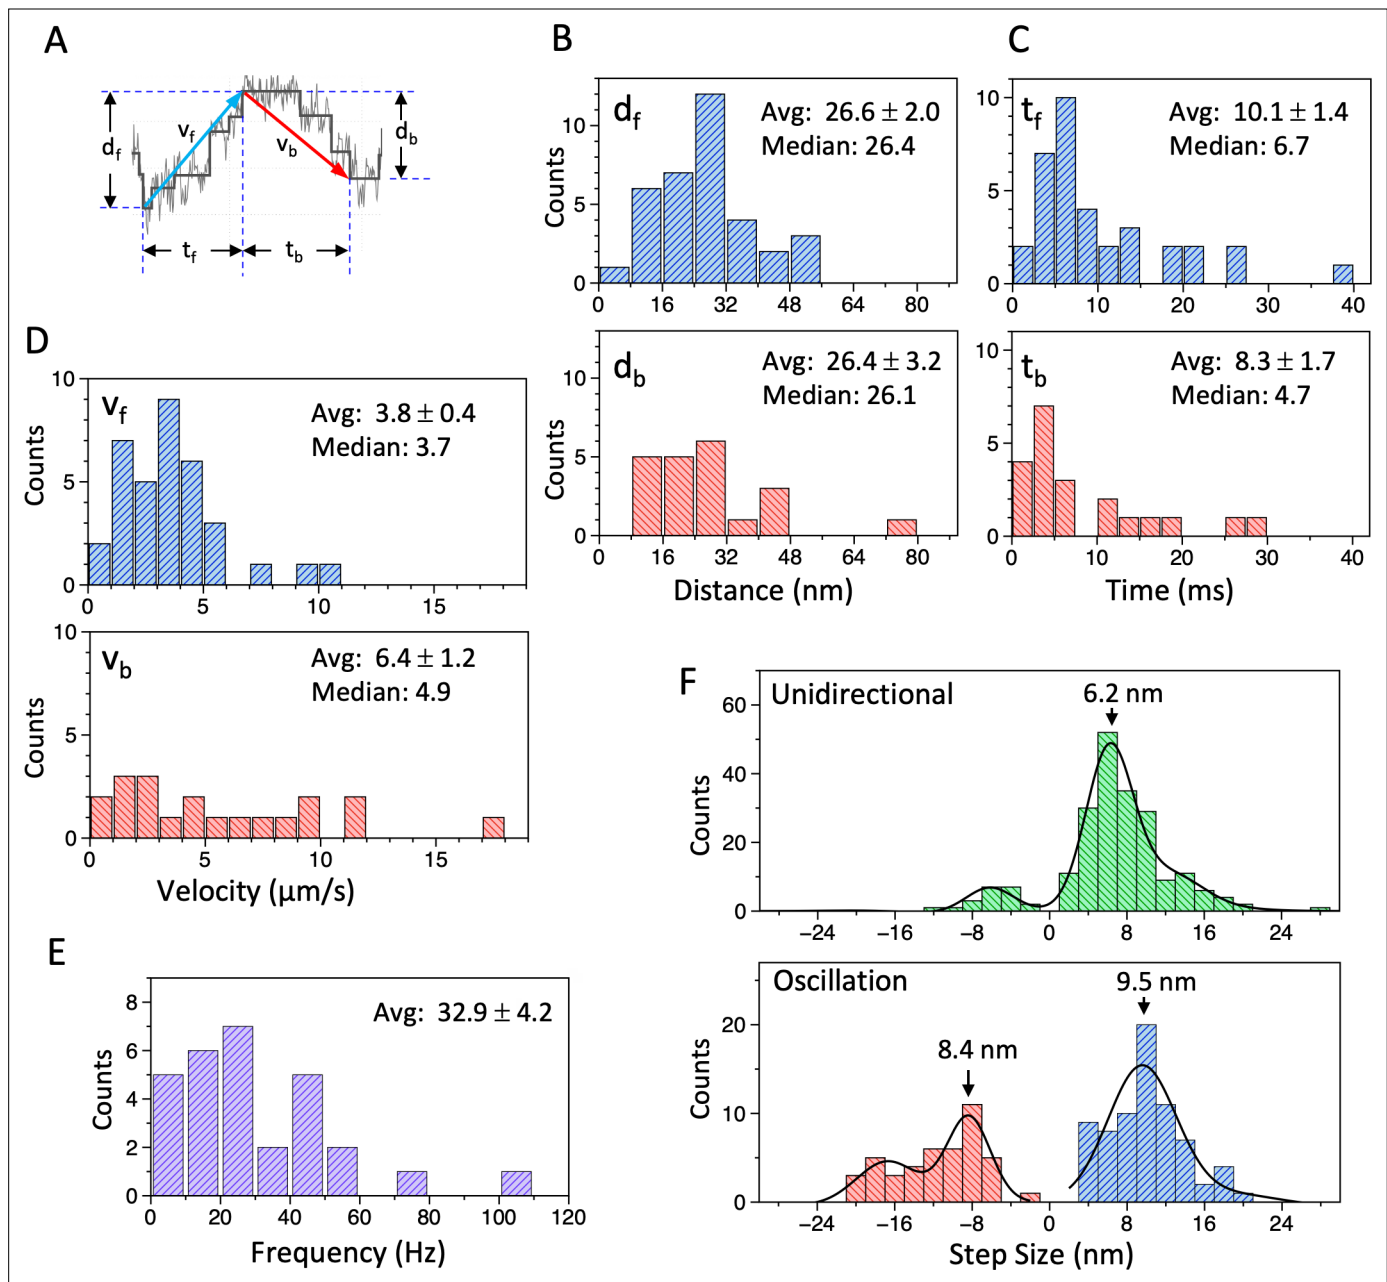 A
d_f
v_f
v_b
d_b
t_f
t_b
B
d_f
Avg: 26.6 ± 2.0
Median: 26.4
Counts
10
5
0
0 16 32 48 64 80
d_b
Avg: 26.4 ± 3.2
Median: 26.1
Counts
10
5
0
0 16 32 48 64 80
Distance (nm)
C
t_f
Avg: 10.1 ± 1.4
Median: 6.7
10
5
0
0 10 20 30 40
t_b
Avg: 8.3 ± 1.7
Median: 4.7
10
5
0
0 10 20 30 40
Time (ms)
D
v_f
Avg: 3.8 ± 0.4
Median: 3.7
Counts
10
5
0
0 5 10 15
v_b
Avg: 6.4 ± 1.2
Median: 4.9
Counts
10
5
0
0 5 10 15
Velocity (μm/s)
E
Avg: 32.9 ± 4.2
Counts
8
6
4
2
0
0 20 40 60 80 100 120
Frequency (Hz)
F
Unidirectional
6.2 nm
Counts
60
40
20
0
−24 −16 −8 0 8 16 24
Oscillation
9.5 nm
8.4 nm
Counts
20
10
0
−24 −16 −8 0 8 16 24
Step Size (nm)